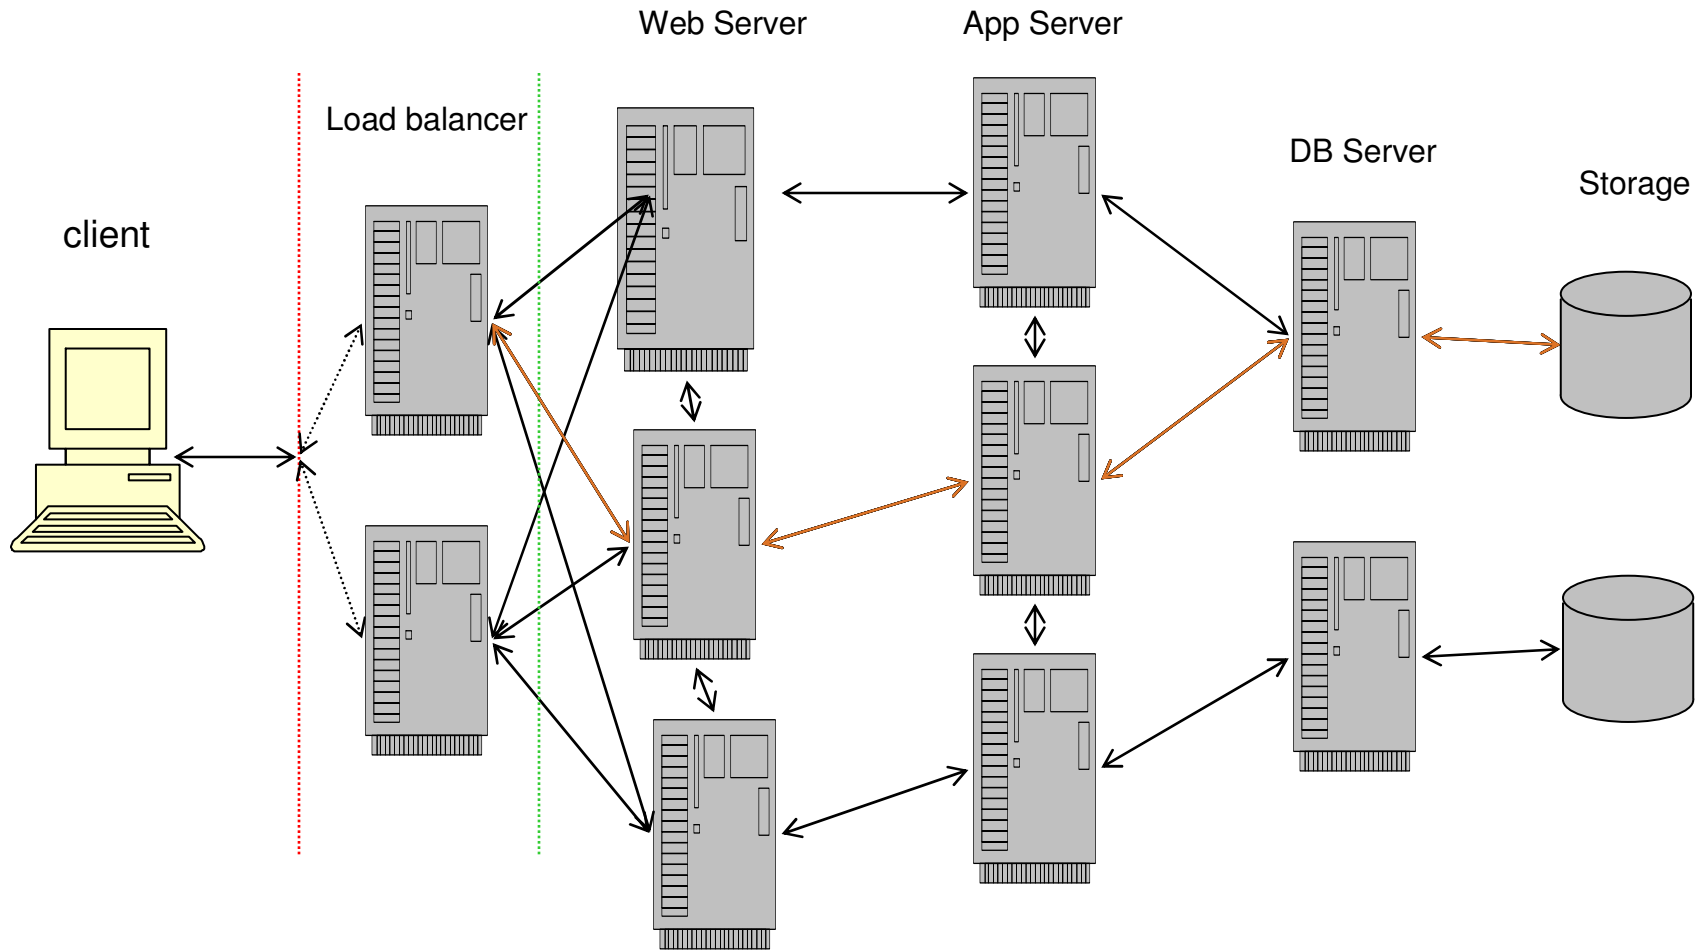 Web Server
App Server
Load balancer
DB Server
Storage
client